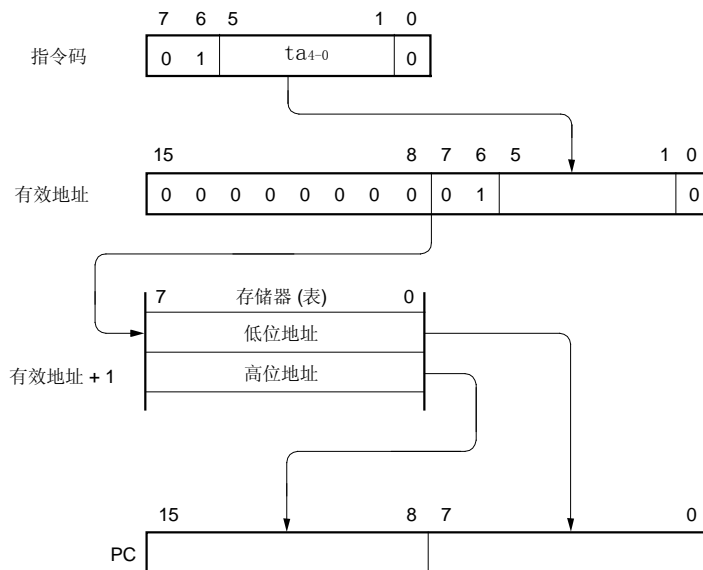 7 6 5 1 0
指令码 0 1 ta4-0 0
15 8 7 6 5 1 0
有效地址 0 0 0 0 0 0 0 0 0 1 0
7 存储器 (表) 0
低位地址
高位地址
有效地址 + 1
15 8 7 0
PC